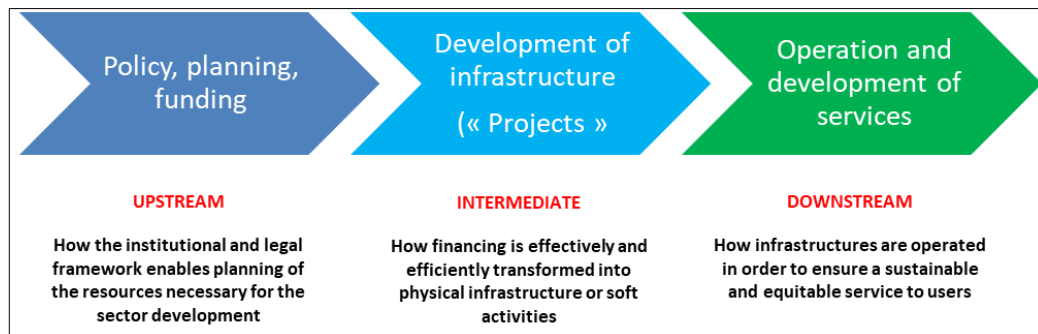 Policy, planning,
funding
Development of
infrastructure
(« Projects »
Operation and
development of
services
UPSTREAM
How the institutional and legal
framework enables planning of
the resources necessary for the
sector development
INTERMEDIATE
How financing is effectively and
efficiently transformed into
physical infrastructure or soft
activities
DOWNSTREAM
How infrastructures are operated
in order to ensure a sustainable
and equitable service to users